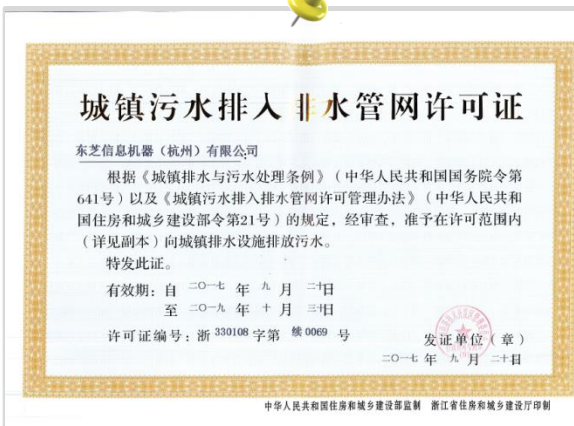 城镇污水排入排水管网许可证
东芝信息机器（杭州）有限公司：
根据《城镇排水与污水处理条例》（中华人民共和国国务院令第
641号）以及《城镇污水排入排水管网许可管理办法》（中华人民共和
国住房和城乡建设部令第21号）的规定，经审查，准予在许可范围内
（详见副本）向城镇排水设施排放污水。
特发此证。
有效期：自 二〇一七 年 九 月 二十日
至 二〇一九 年 十 月 三十日
许可证编号：浙 330108 字第 续 0069 号
发证单位（章）
二〇一七 年 九 月 二十日
中华人民共和国住房和城乡建设部监制 浙江省住房和城乡建设厅印制